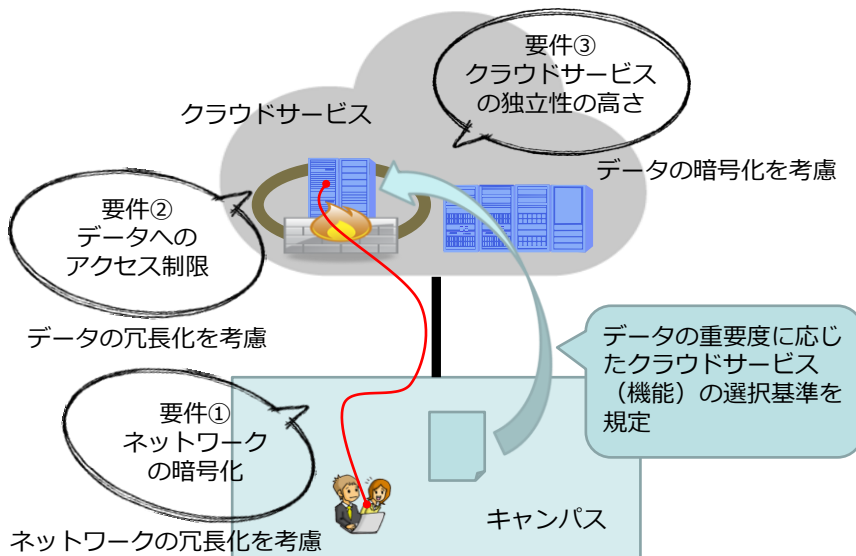 要件③
クラウドサービス
の独立性の高さ
クラウドサービス
データの暗号化を考慮
要件②
データへの
アクセス制限
データの冗長化を考慮
データの重要度に応じ
たクラウドサービス
（機能）の選択基準を
規定
要件①
ネットワーク
の暗号化
キャンパス
ネットワークの冗長化を考慮